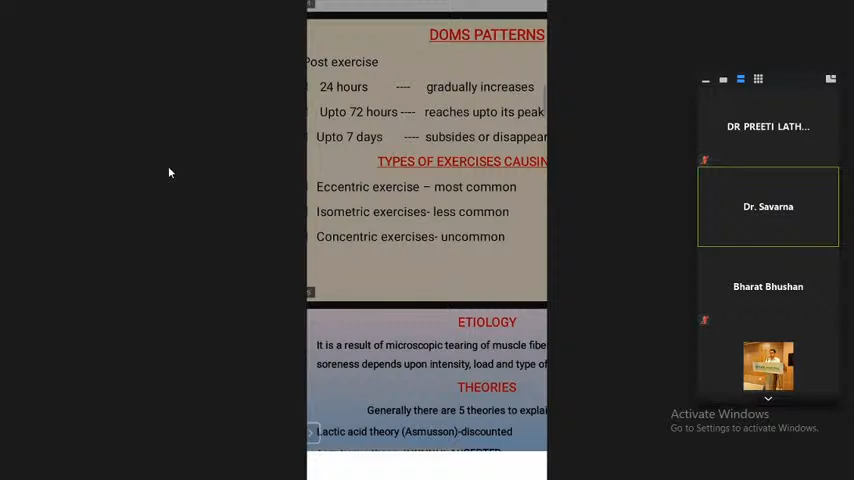 DOMS PATTERNS
Post exercise
24 hours ---- gradually increases
Upto 72 hours ---- reaches upto its peak
Upto 7 days ---- subsides or disappear
TYPES OF EXERCISES CAUSIN
Eccentric exercise – most common
Isometric exercises- less common
Concentric exercises- uncommon
ETIOLOGY
It is a result of microscopic tearing of muscle fibe
soreness depends upon intensity, load and type of
THEORIES
Generally there are 5 theories to explai
Lactic acid theory (Asmusson)-discounted
DR PREETI LATH...
Dr. Savarna
Bharat Bhushan
Activate Windows
Go to Settings to activate Windows.